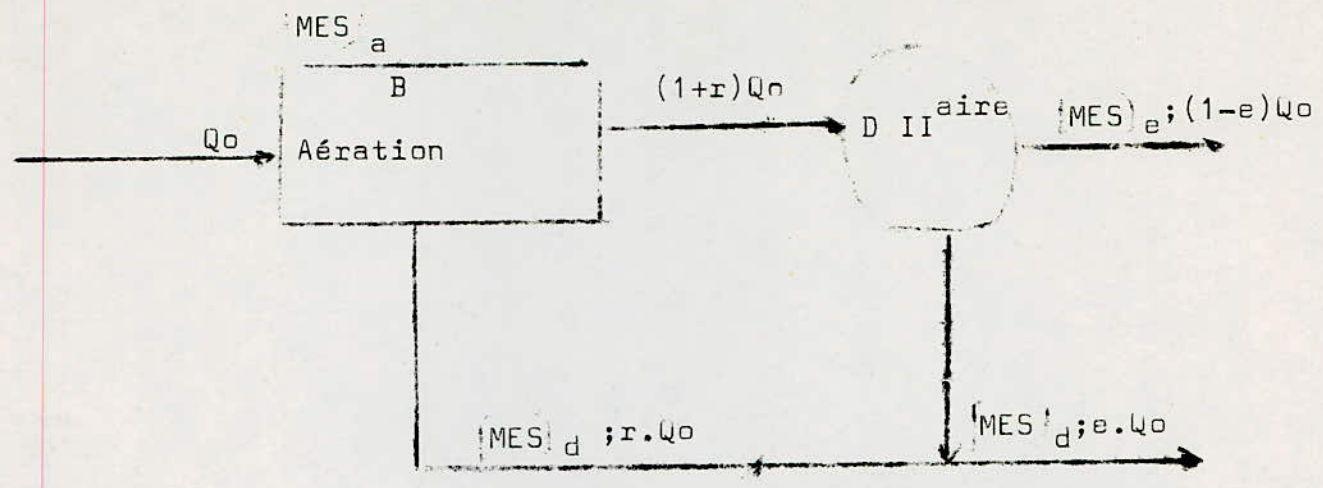 [MES]a
B
Aération
Qo
(1+r)Qo
D II aire
[MES]e;(1-e)Qo
[MES]d ;r.Qo
[MES]d;e.Qo